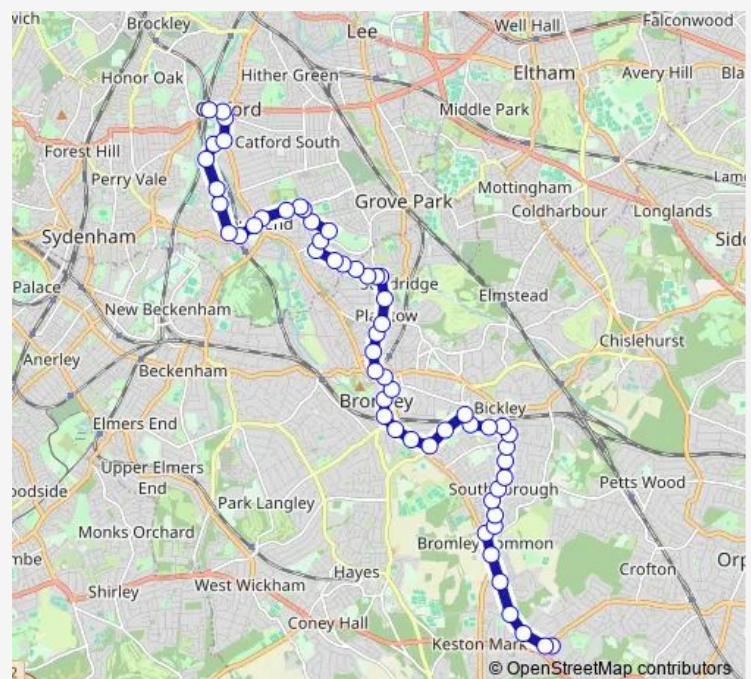 Brockley
Lee
Well Hall
Falconwood
Honor Oak
Hither Green
Eltham
Avery Hill
Middle Park
Catford South
Forest Hill
Perry Vale
Mottingham
Grove Park
Coldharbour
Longlands
Sydenham
Palace
Elmstead
New Beckenham
Chislehurst
Anerley
Beckenham
Bickley
Elmers End
Upper Elmers
End
Petts Wood
Park Langley
Monks Orchard
Crofton
Hayes
West Wickham
Shirley
Coney Hall
Keston Mark
© OpenStreetMap contributors